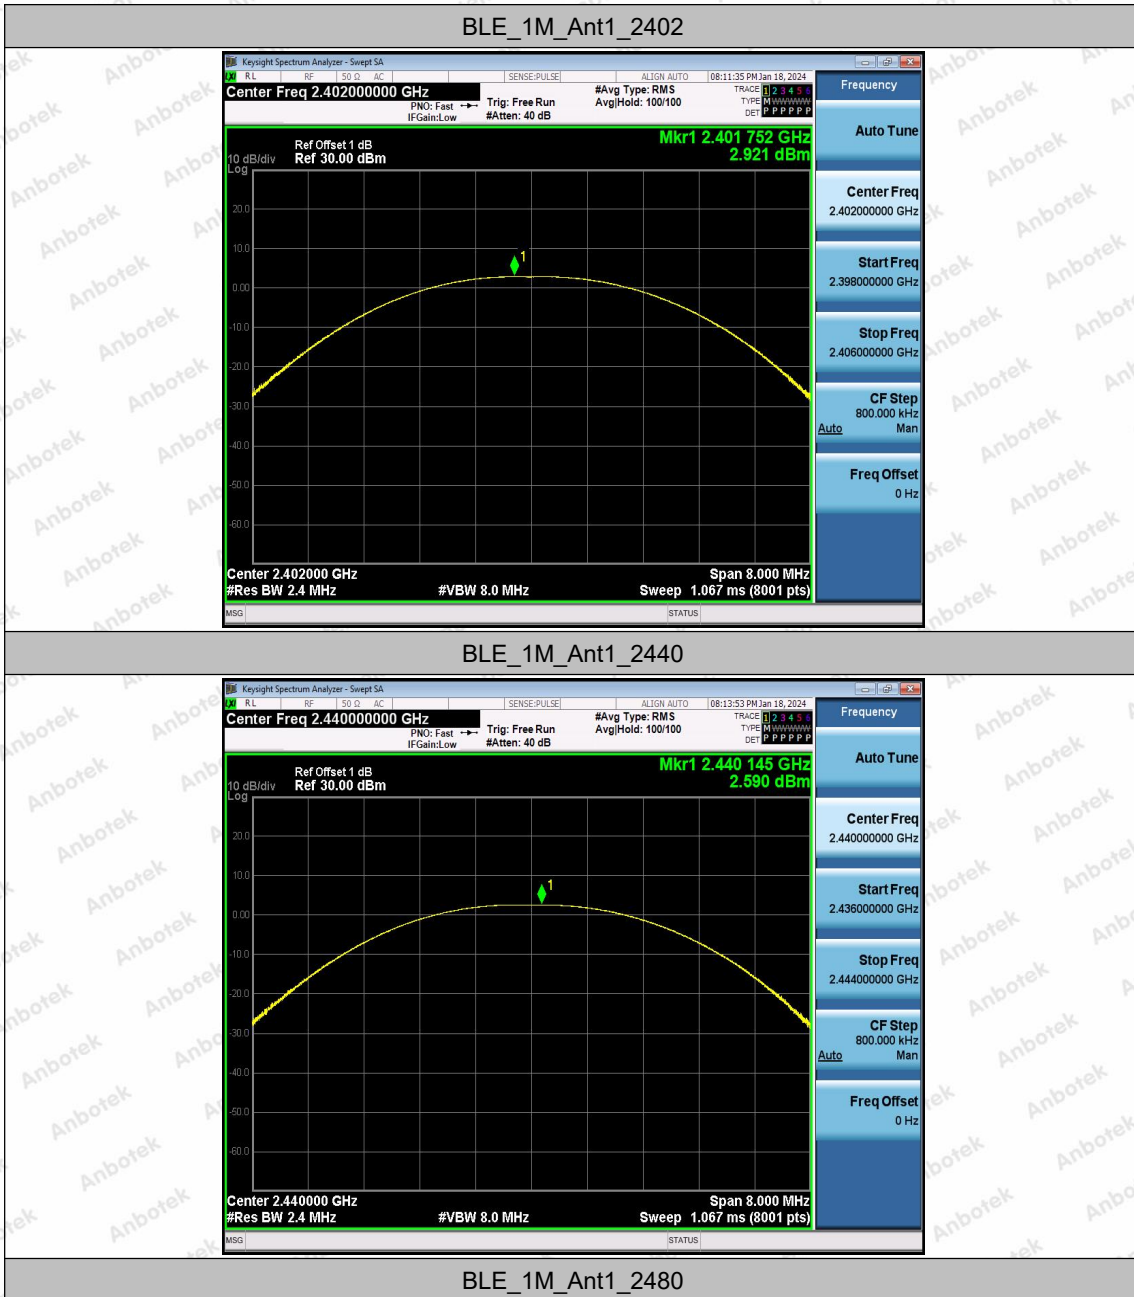 BLE_1M_Ant1_2402
Keysight Spectrum Analyzer - Swept SA
LXI RL RF 50 Ω AC SENSE:PULSE ALIGN AUTO 08:11:35 PM Jan 18, 2024
Center Freq 2.402000000 GHz
PNO: Fast
IFGain:Low
Trig: Free Run
#Atten: 40 dB
#Avg Type: RMS
Avg|Hold: 100/100
TRACE 1 2 3 4 5 6
TYPE M W W W W W
DET P P P P P P
Ref Offset 1 dB
Ref 30.00 dBm
10 dB/div
Log
Mkr1 2.401 752 GHz
2.921 dBm
20.0
10.0
1
0.00
-10.0
-20.0
-30.0
-40.0
-50.0
-60.0
Center 2.402000 GHz
Span 8.000 MHz
#Res BW 2.4 MHz
#VBW 8.0 MHz
Sweep 1.067 ms (8001 pts)
MSG
STATUS
Frequency
Auto Tune
Center Freq
2.402000000 GHz
Start Freq
2.398000000 GHz
Stop Freq
2.406000000 GHz
CF Step
800.000 kHz
Auto Man
Freq Offset
0 Hz
BLE_1M_Ant1_2440
Keysight Spectrum Analyzer - Swept SA
LXI RL RF 50 Ω AC SENSE:PULSE ALIGN AUTO 08:13:53 PM Jan 18, 2024
Center Freq 2.440000000 GHz
PNO: Fast
IFGain:Low
Trig: Free Run
#Atten: 40 dB
#Avg Type: RMS
Avg|Hold: 100/100
TRACE 1 2 3 4 5 6
TYPE M W W W W W
DET P P P P P P
Ref Offset 1 dB
Ref 30.00 dBm
10 dB/div
Log
Mkr1 2.440 145 GHz
2.590 dBm
20.0
10.0
1
0.00
-10.0
-20.0
-30.0
-40.0
-50.0
-60.0
Center 2.440000 GHz
Span 8.000 MHz
#Res BW 2.4 MHz
#VBW 8.0 MHz
Sweep 1.067 ms (8001 pts)
MSG
STATUS
Frequency
Auto Tune
Center Freq
2.440000000 GHz
Start Freq
2.436000000 GHz
Stop Freq
2.444000000 GHz
CF Step
800.000 kHz
Auto Man
Freq Offset
0 Hz
BLE_1M_Ant1_2480
Anbotek